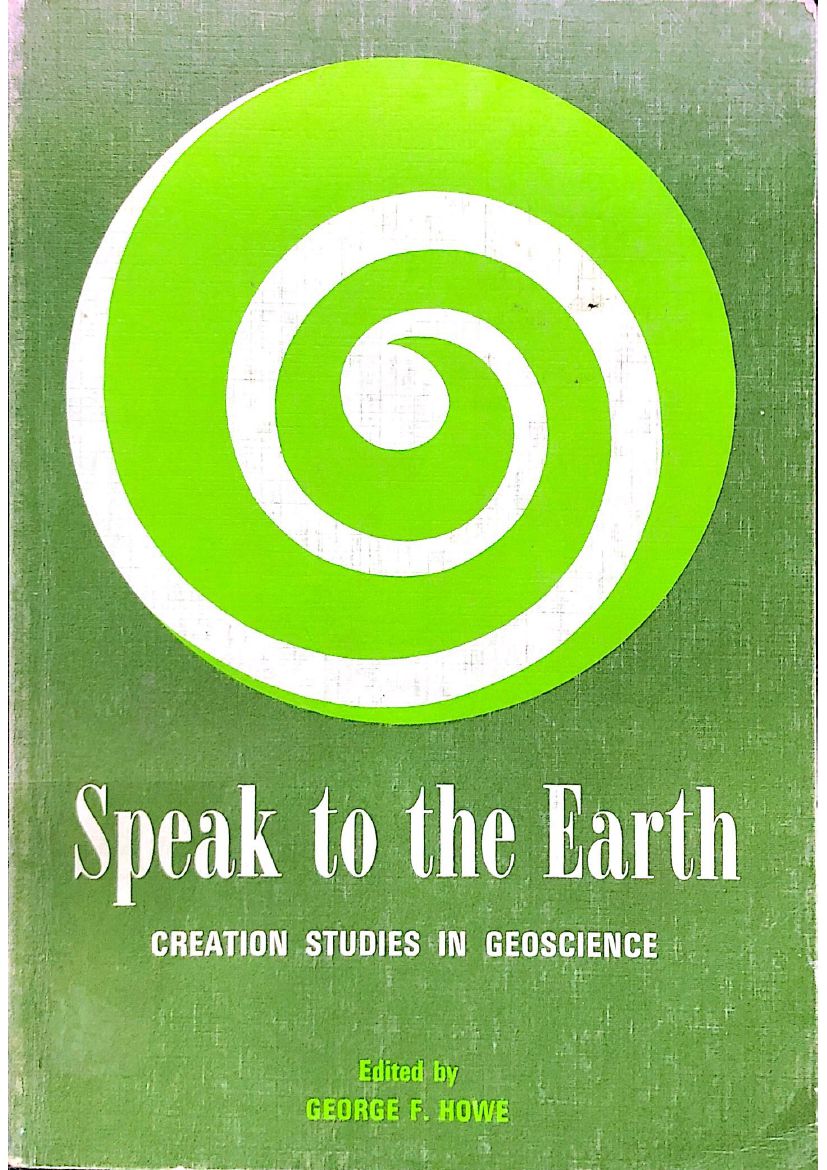 Speak to the Earth
CREATION STUDIES IN GEOSCIENCE
Edited by
GEORGE F. HOWE